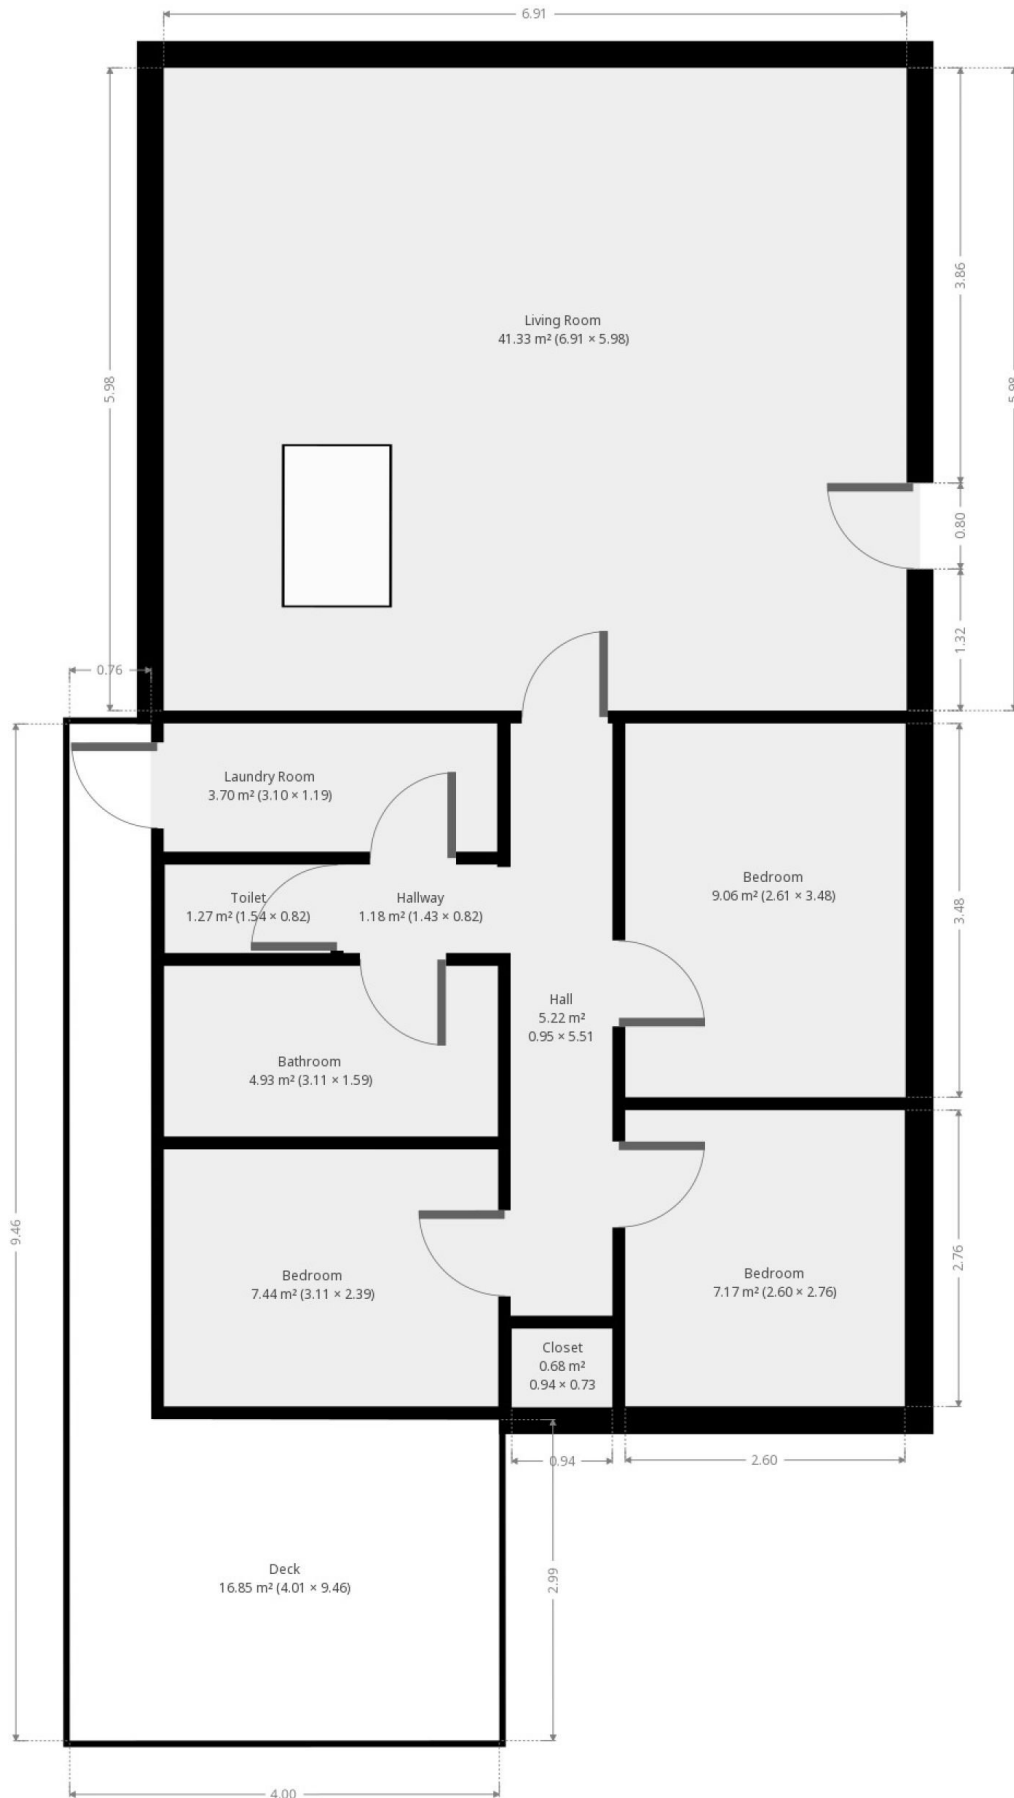 6.91
3.86
5.98
5.98
Living Room
41.33 m² (6.91 × 5.98)
0.80
1.32
0.76
Laundry Room
3.70 m² (3.10 × 1.19)
Toilet
1.27 m² (1.54 × 0.82)
Hallway
1.18 m² (1.43 × 0.82)
Bedroom
9.06 m² (2.61 × 3.48)
3.48
Hall
5.22 m²
0.95 × 5.51
Bathroom
4.93 m² (3.11 × 1.59)
9.46
2.76
Bedroom
7.44 m² (3.11 × 2.39)
Bedroom
7.17 m² (2.60 × 2.76)
Closet
0.68 m²
0.94 × 0.73
0.94
2.60
Deck
16.85 m² (4.01 × 9.46)
2.99
4.00